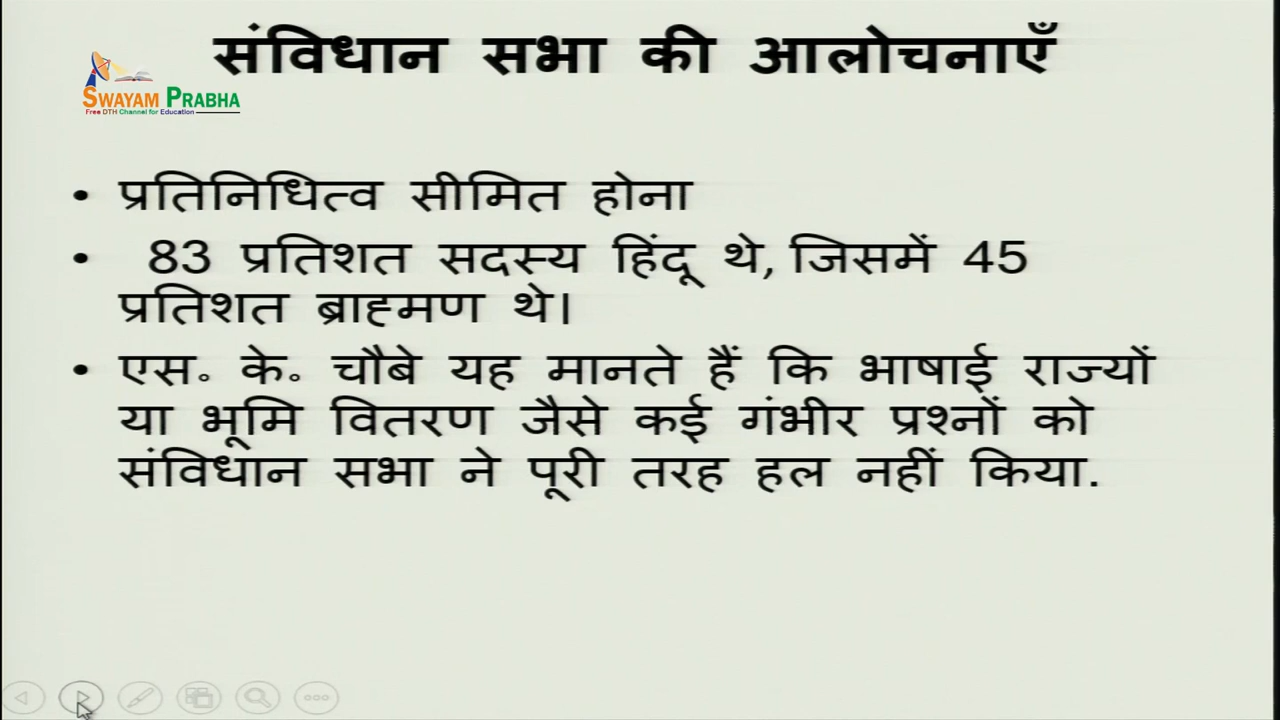 संविधान सभा की आलोचनाएँ
SWAYAM PRABHA
Free DTH Channel for Education
• प्रतिनिधित्व सीमित होना
• 83 प्रतिशत सदस्य हिंदू थे, जिसमें 45
प्रतिशत ब्राह्मण थे।
• एस॰ के॰ चौबे यह मानते हैं कि भाषाई राज्यों
या भूमि वितरण जैसे कई गंभीर प्रश्नों को
संविधान सभा ने पूरी तरह हल नहीं किया.